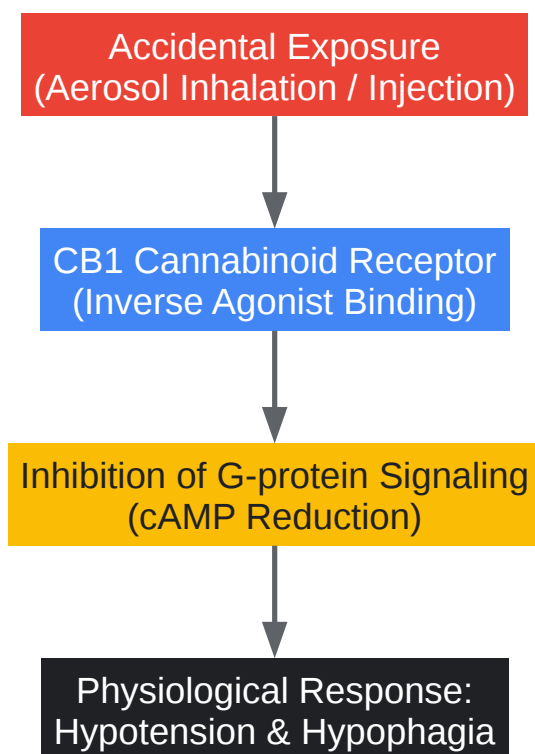 Accidental Exposure
(Aerosol Inhalation / Injection)
CB1 Cannabinoid Receptor
(Inverse Agonist Binding)
Inhibition of G-protein Signaling
(cAMP Reduction)
Physiological Response:
Hypotension & Hypophagia